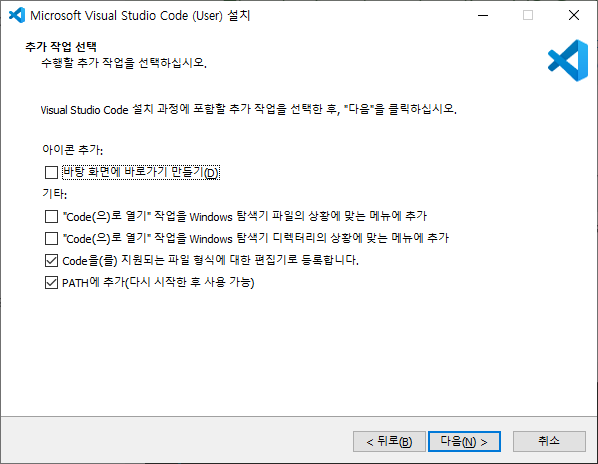 Microsoft Visual Studio Code (User) 설치
추가 작업 선택
수행할 추가 작업을 선택하십시오.
Visual Studio Code 설치 과정에 포함할 추가 작업을 선택한 후, "다음"을 클릭하십시오.
아이콘 추가:
바탕 화면에 바로가기 만들기(D)
기타:
"Code(으)로 열기" 작업을 Windows 탐색기 파일의 상황에 맞는 메뉴에 추가
"Code(으)로 열기" 작업을 Windows 탐색기 디렉터리의 상황에 맞는 메뉴에 추가
Code을(를) 지원되는 파일 형식에 대한 편집기로 등록합니다.
PATH에 추가(다시 시작한 후 사용 가능)
< 뒤로(B) 다음(N) > 취소